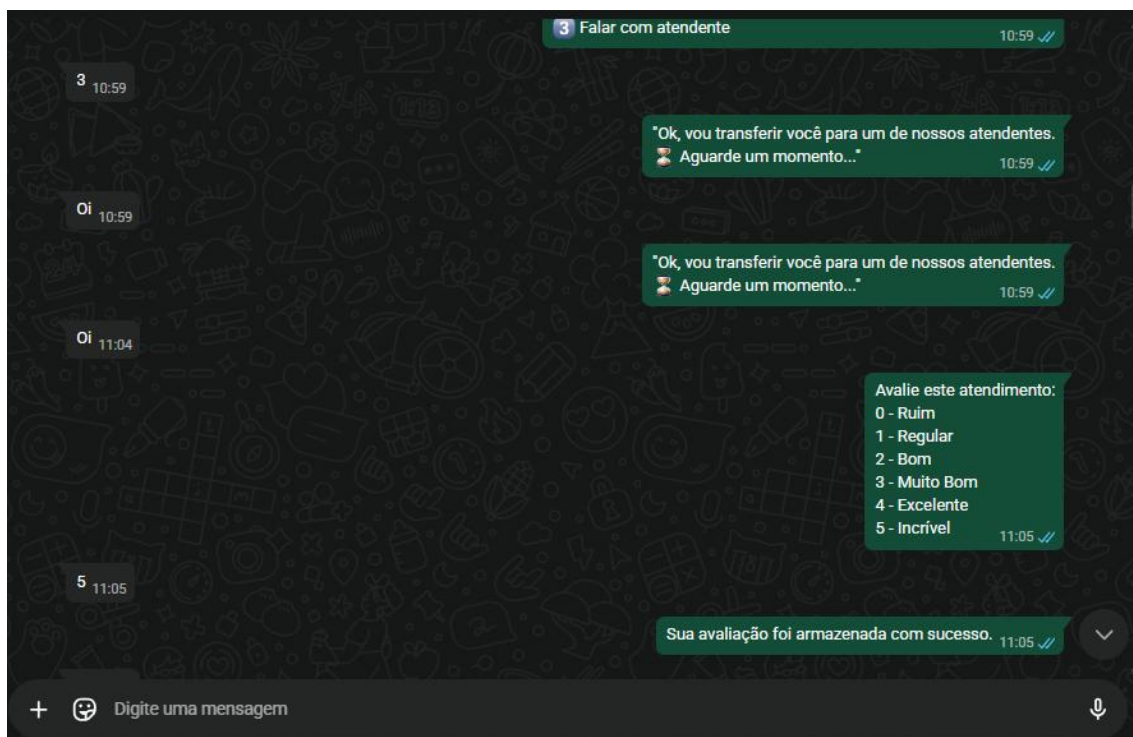 3 Falar com atendente
10:59
3 10:59
"Ok, vou transferir você para um de nossos atendentes.
⏳ Aguarde um momento..."
10:59
Oi 10:59
"Ok, vou transferir você para um de nossos atendentes.
⏳ Aguarde um momento..."
10:59
Oi 11:04
Avalie este atendimento:
0 - Ruim
1 - Regular
2 - Bom
3 - Muito Bom
4 - Excelente
5 - Incrível
11:05
5 11:05
Sua avaliação foi armazenada com sucesso. 11:05
Digite uma mensagem